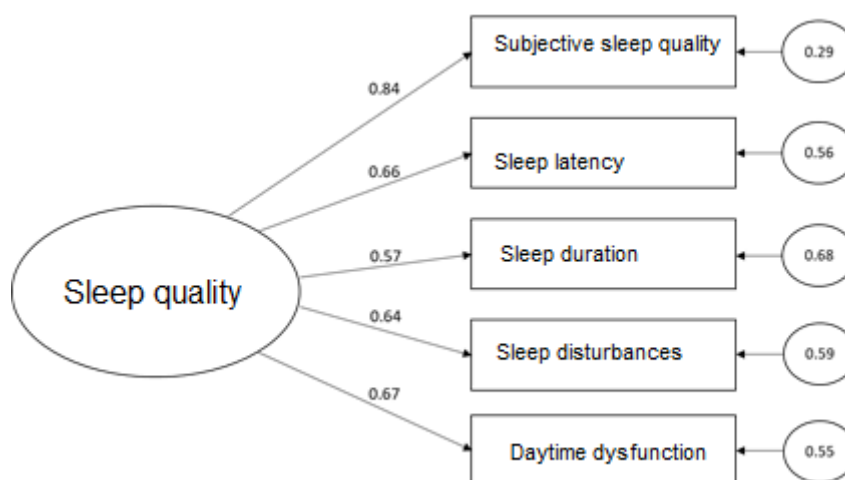 Subjective sleep quality
0.29
0.84
Sleep latency
0.56
0.66
Sleep duration
0.68
0.57
Sleep quality
Sleep disturbances
0.59
0.64
Daytime dysfunction
0.55
0.67